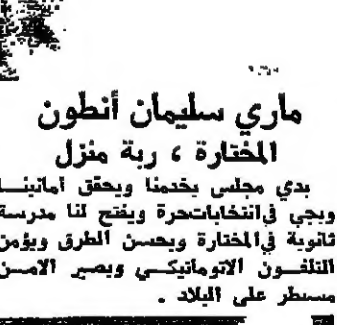 ماري سليمان أنطون
المختارة ، ربة منزل
بدي مجلس يخدمنا ويحقق امانينا
ويجي في انتخابات حرة ويفتح لنا مدرسة
ثانوية في المختارة ويحسن الطرق ويؤمن
التلفون الاتوماتيكي ويصير الامن
مسيطر على البلاد .